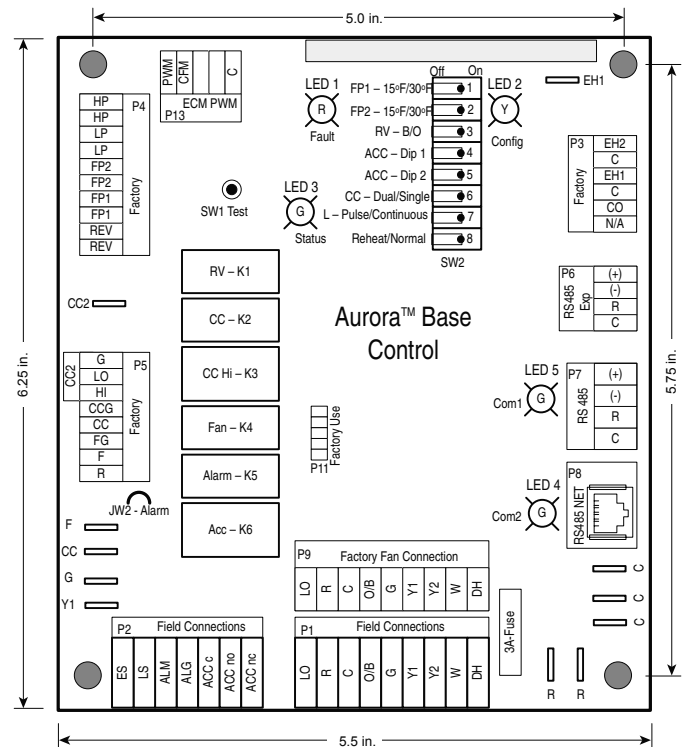 5.0 in.
6.25 in.
5.75 in.
5.5 in.
PWM
CFM
C
ECM PWM
P13
P4
HP
HP
LP
LP
FP2
FP2
FP1
FP1
REV
REV
Factory
SW1 Test
LED 1
R
Fault
LED 3
G
Status
Off On
FP1 – 15ºF/30ºF 1
FP2 – 15ºF/30ºF 2
RV – B/O 3
ACC – Dip 1 4
ACC – Dip 2 5
CC – Dual/Single 6
L – Pulse/Continuous 7
Reheat/Normal 8
SW2
LED 2
Y
Config
EH1
P3
Factory
EH2
C
EH1
C
CO
N/A
CC2
RV – K1
CC – K2
CC Hi – K3
Fan – K4
Alarm – K5
Acc – K6
Aurora™ Base
Control
P6
RS485
Exp
(+)
(-)
R
C
CC2
P5
G
LO
HI
CCG
CC
FG
F
R
Factory
JW2 - Alarm
P11
Factory Use
LED 5
Com1
G
P7
RS 485
(+)
(-)
R
C
LED 4
Com2
G
P8
RS485 NET
F
CC
G
Y1
P9
Factory Fan Connection
LO
R
C
O/B
G
Y1
Y2
W
DH
C
C
C
P2
Field Connections
ES
LS
ALM
ALG
ACC c
ACC no
ACC nc
P1
Field Connections
LO
R
C
O/B
G
Y1
Y2
W
DH
3A-Fuse
R
R